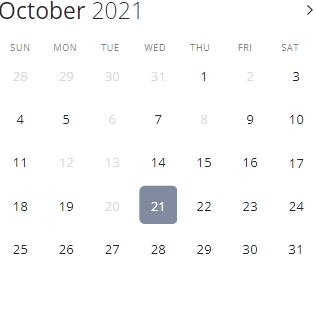 October 2021
SUN MON TUE WED THU FRI SAT
28 29 30 31 1 2 3
4 5 6 7 8 9 10
11 12 13 14 15 16 17
18 19 20 21 22 23 24
25 26 27 28 29 30 31